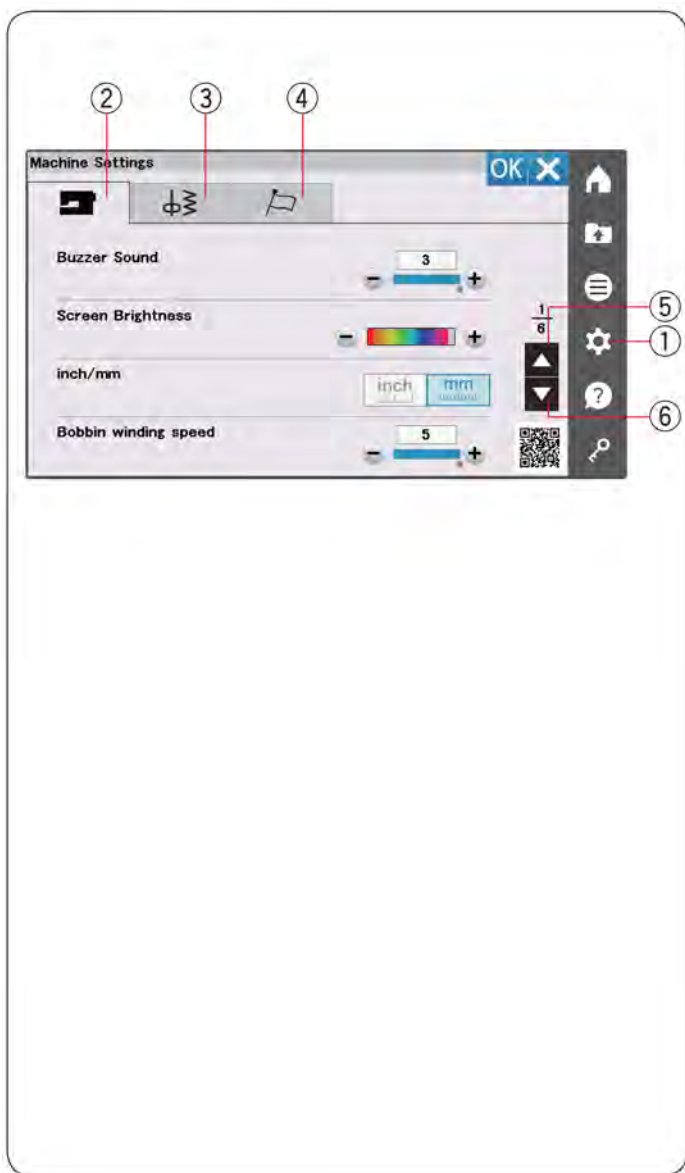 ② ③ ④
Machine Settings OK X
Buzzer Sound 3
− +
Screen Brightness − +
1
6
⑤
①
inch/mm inch mm
?
⑥
Bobbin winding speed 5
− +